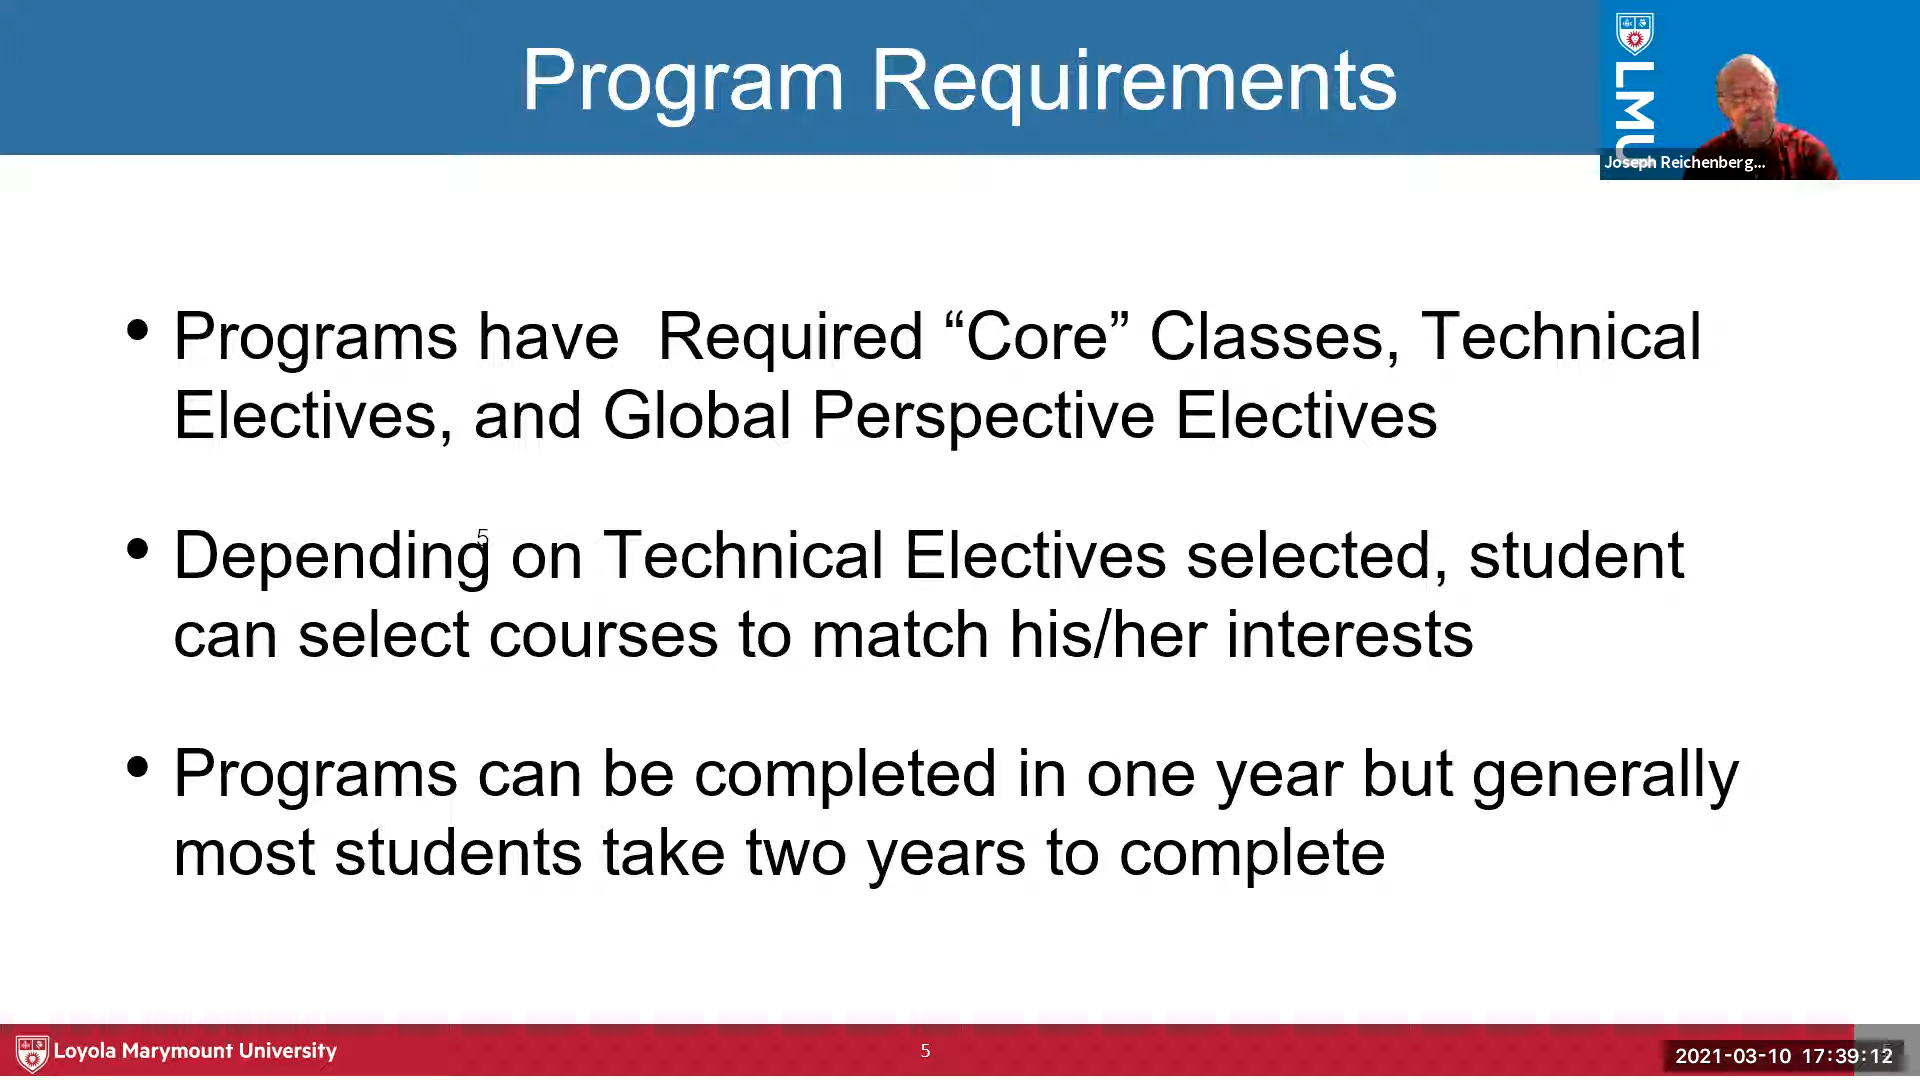 Program Requirements
LMU
Joseph Reichenberg...
• Programs have  Required “Core” Classes, Technical
Electives, and Global Perspective Electives
5
• Depending on Technical Electives selected, student
can select courses to match his/her interests
• Programs can be completed in one year but generally
most students take two years to complete
Loyola Marymount University
5
2021-03-10 17:39:12